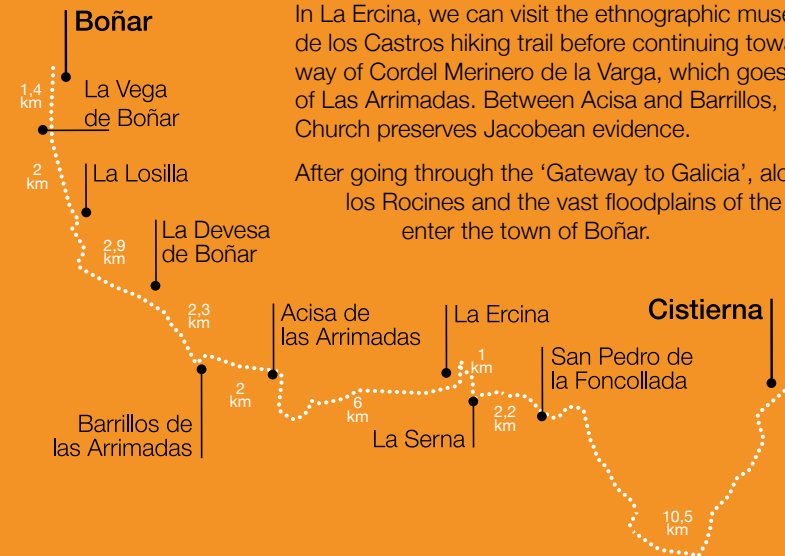 In La Ercina, we can visit the ethnographic
de los Castros hiking trail before continuing
way of Cordel Merinero de la Varga, which goes
of Las Arrimadas. Between Acisa and Barrillos,
Church preserves Jacobean evidence.
After going through the ‘Gateway to Galicia’,
los Rocines and the vast floodplains of the
enter the town of Boñar.
Boñar
1,4
km
La Vega
de Boñar
2
km
La Losilla
2,9
km
La Devesa
de Boñar
2,3
km
Barrillos de
las Arrimadas
2
km
Acisa de
las Arrimadas
6
km
La Ercina
1
km
La Serna
2,2
km
San Pedro de
la Foncollada
10,5
km
Cistierna